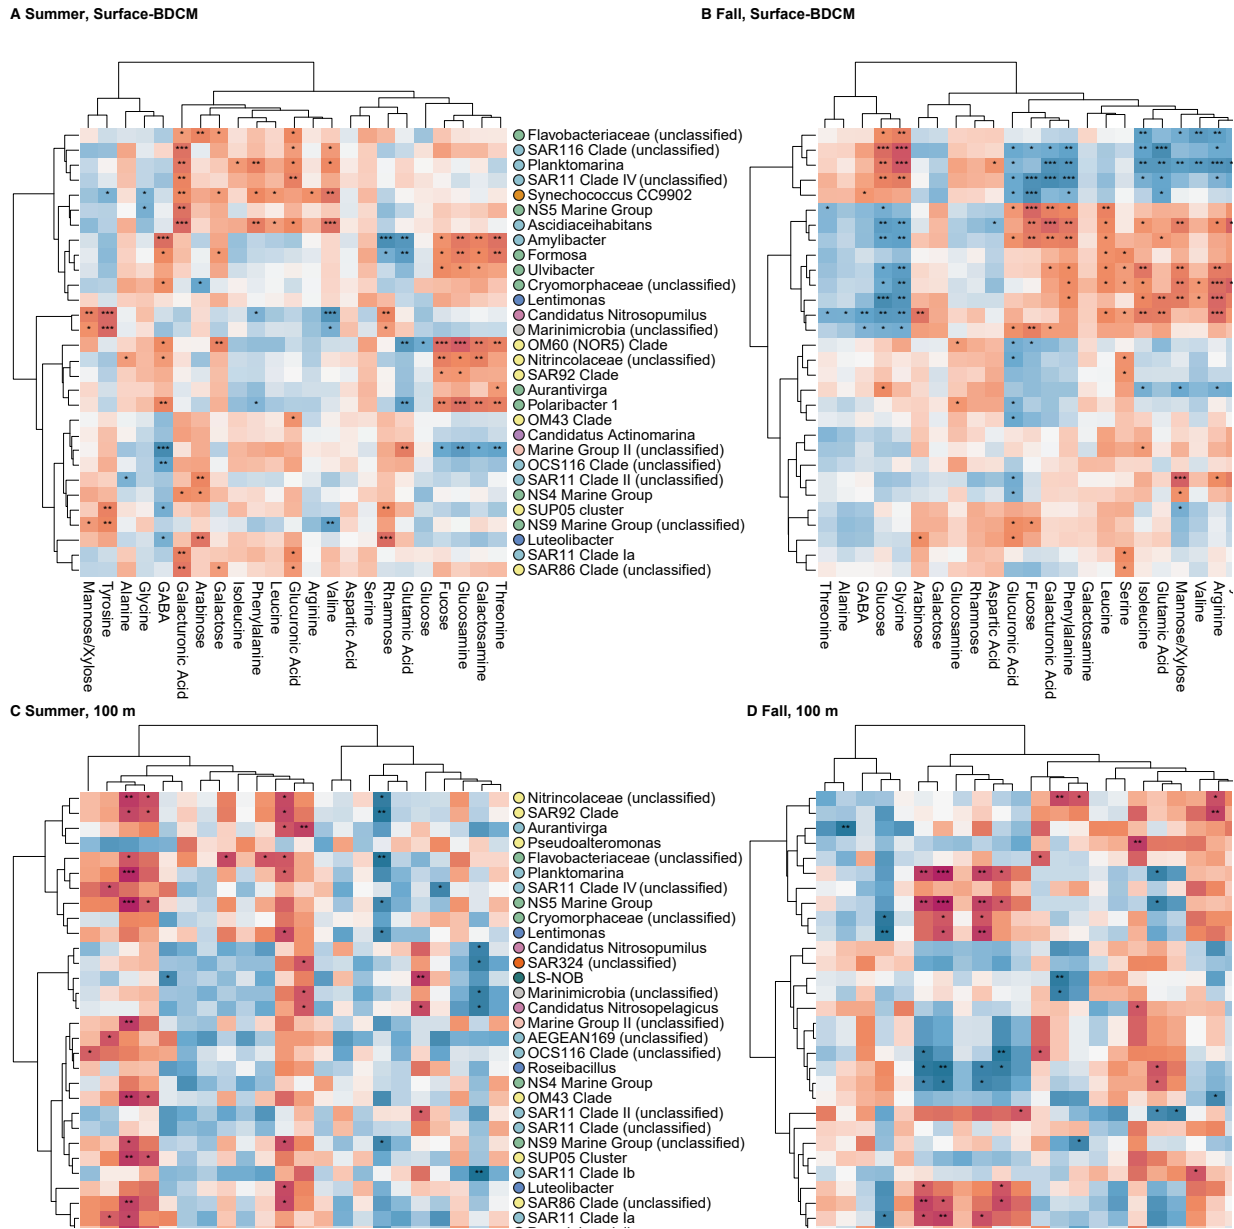 A Summer, Surface-BDCM
B Fall, Surface-BDCM
Flavobacteriaceae (unclassified)
SAR116 Clade (unclassified)
Planktomarina
SAR11 Clade IV (unclassified)
Synechococcus CC9902
NS5 Marine Group
Ascidiaceihabitans
Amylibacter
Formosa
Ulvibacter
Cryomorphaceae (unclassified)
Lentimonas
Candidatus Nitrosopumilus
Marinimicrobia (unclassified)
OM60 (NOR5) Clade
Nitrincolaceae (unclassified)
SAR92 Clade
Aurantivirga
Polaribacter 1
OM43 Clade
Candidatus Actinomarina
Marine Group II (unclassified)
OCS116 Clade (unclassified)
SAR11 Clade II (unclassified)
NS4 Marine Group
SUP05 cluster
NS9 Marine Group (unclassified)
Luteolibacter
SAR11 Clade Ia
SAR86 Clade (unclassified)
Mannose/Xylose
Tyrosine
Alanine
Glycine
GABA
Galacturonic Acid
Arabinose
Galactose
Isoleucine
Phenylalanine
Leucine
Glucuronic Acid
Arginine
Valine
Aspartic Acid
Serine
Rhamnose
Glutamic Acid
Glucose
Fucose
Glucosamine
Galactosamine
Threonine
Threonine
Alanine
GABA
Glucose
Glycine
Arabinose
Galactose
Glucosamine
Rhamnose
Aspartic Acid
Glucuronic Acid
Fucose
Galacturonic Acid
Phenylalanine
Galactosamine
Leucine
Serine
Isoleucine
Glutamic Acid
Mannose/Xylose
Valine
Arginine
C Summer, 100 m
D Fall, 100 m
Nitrincolaceae (unclassified)
SAR92 Clade
Aurantivirga
Pseudoalteromonas
Flavobacteriaceae (unclassified)
Planktomarina
SAR11 Clade IV (unclassified)
NS5 Marine Group
Cryomorphaceae (unclassified)
Lentimonas
Candidatus Nitrosopumilus
SAR324 (unclassified)
LS-NOB
Marinimicrobia (unclassified)
Candidatus Nitrosopelagicus
Marine Group II (unclassified)
AEGEAN169 (unclassified)
OCS116 Clade (unclassified)
Roseibacillus
NS4 Marine Group
OM43 Clade
SAR11 Clade II (unclassified)
SAR11 Clade (unclassified)
NS9 Marine Group (unclassified)
SUP05 Cluster
SAR11 Clade Ib
Luteolibacter
SAR86 Clade (unclassified)
SAR11 Clade Ia